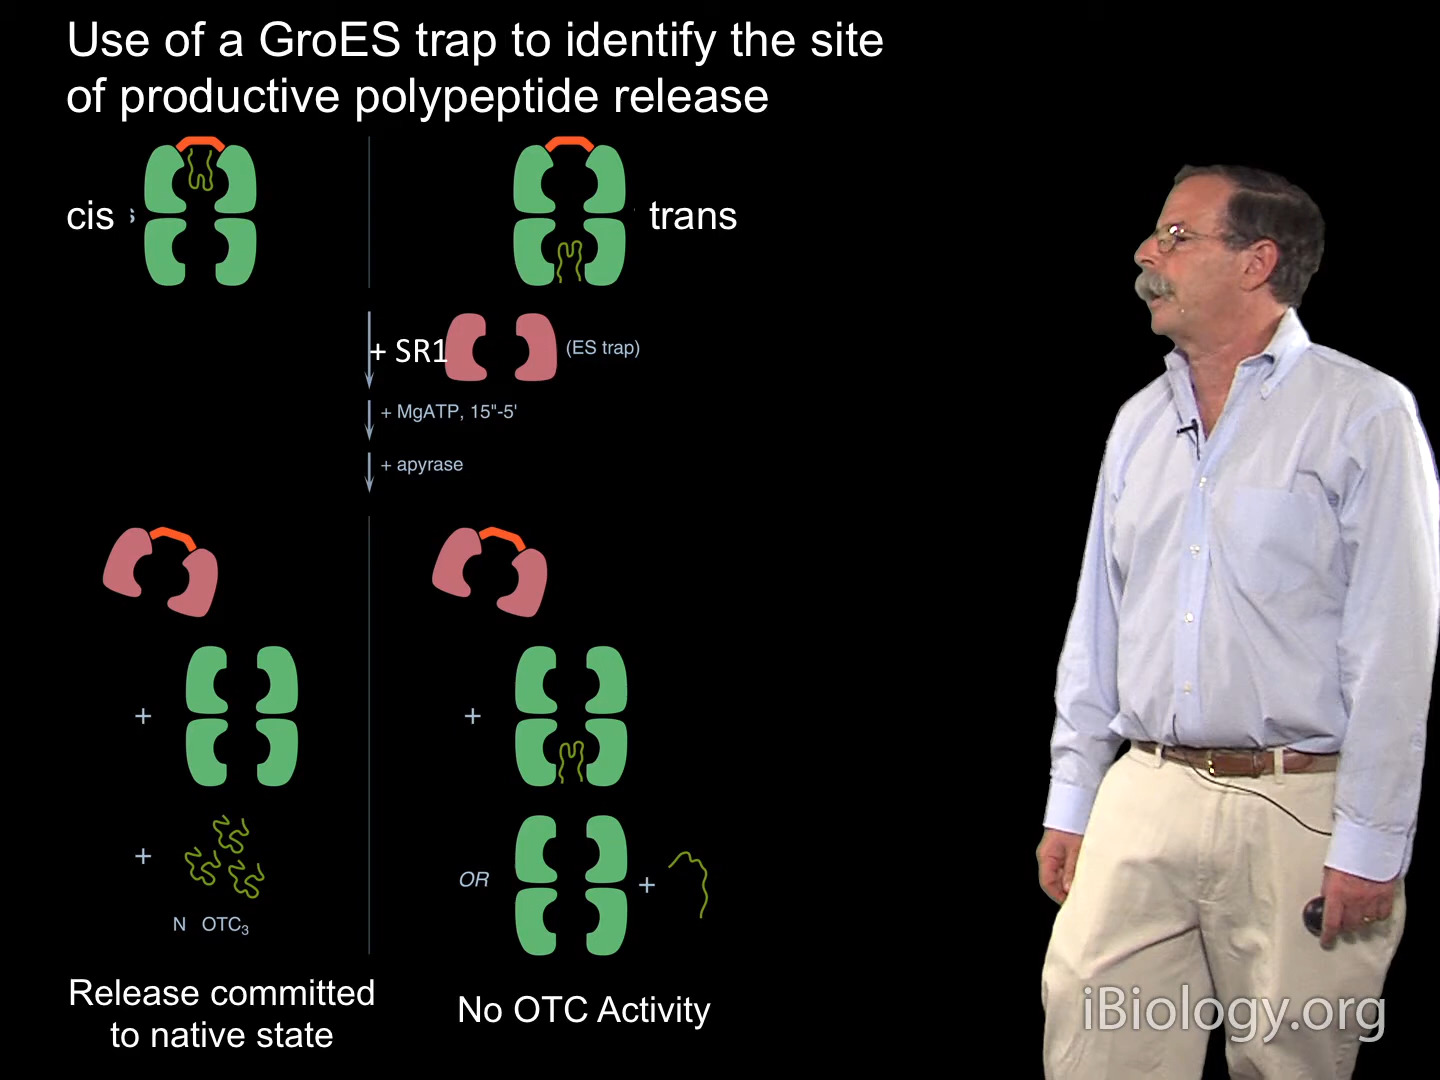 Use of a GroES trap to identify the site
of productive polypeptide release
cis
trans
+ SR1
(ES trap)
+ MgATP, 15"-5'
+ apyrase
+
+
+
OR
+
N OTC₃
Release committed
to native state
No OTC Activity
iBiology.org